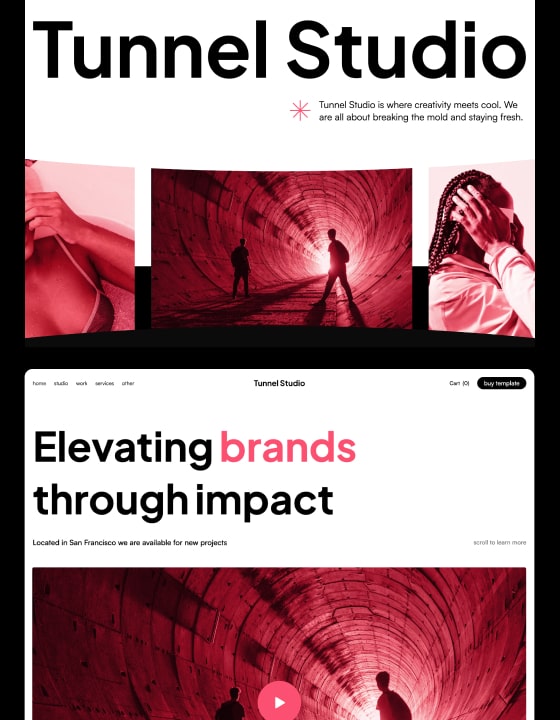 Tunnel Studio
Tunnel Studio is where creativity meets cool. We
are all about breaking the mold and staying fresh.
home studio work services other
Tunnel Studio
Cart (0)
buy template
Elevating brands
through impact
Located in San Francisco we are available for new projects
scroll to learn more